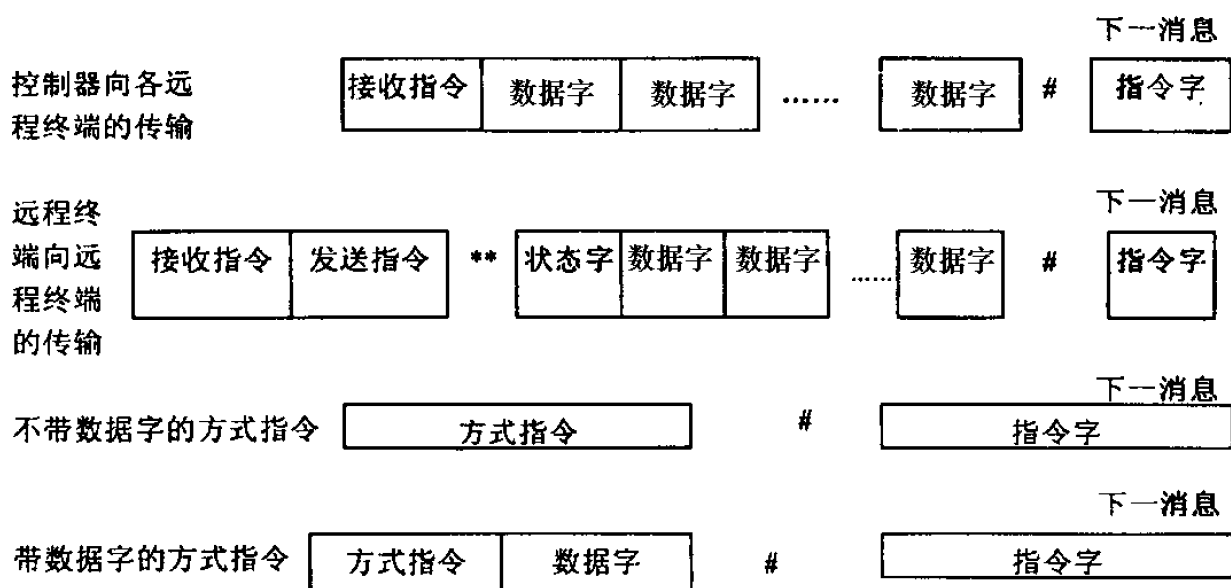 下一消息
控制器向各远
程终端的传输
接收指令 数据字 数据字 …… 数据字 # 指令字
下一消息
远程终
端向远
程终端
的传输
接收指令 发送指令 ** 状态字 数据字 数据字 …… 数据字 # 指令字
下一消息
不带数据字的方式指令 方式指令 # 指令字
下一消息
带数据字的方式指令 方式指令 数据字 # 指令字